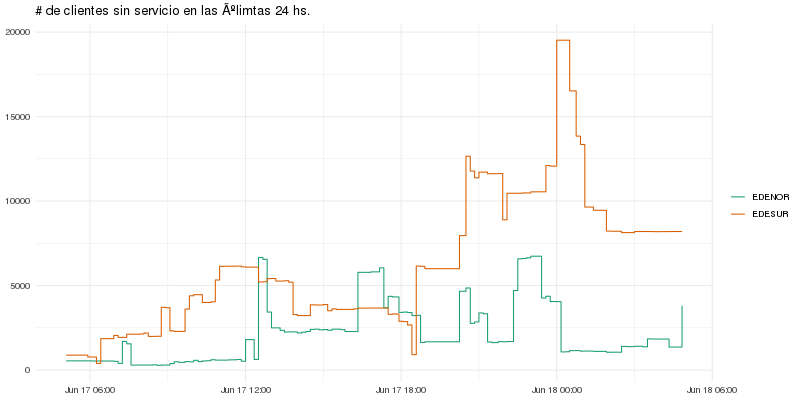 # de clientes sin servicio en las Ãºlimtas 24 hs.
20000
15000
10000
5000
0
Jun 17 06:00 Jun 17 12:00 Jun 17 18:00 Jun 18 00:00 Jun 18 06:00
EDENOR
EDESUR